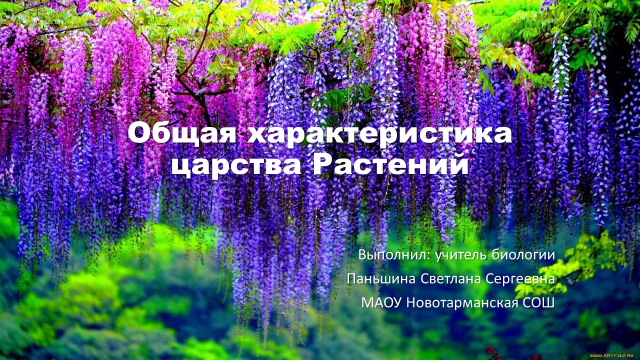 Общая характеристика
царства Растений
Выполнил: учитель биологии
Паньшина Светлана Сергеевна
МАОУ Новотарманская СОШ